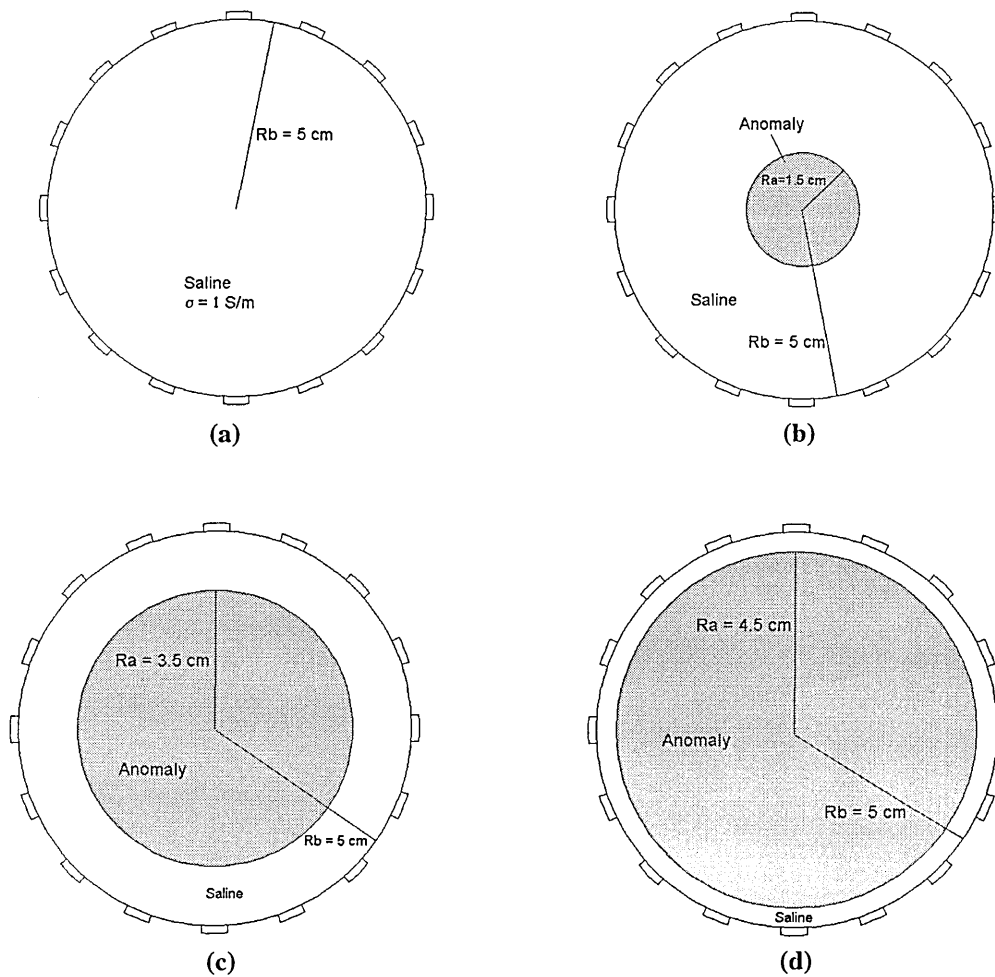 Rb = 5 cm
Saline
σ = 1 S/m
(a)
Anomaly
Ra=1.5 cm
Saline
Rb = 5 cm
(b)
Ra = 3.5 cm
Anomaly
Rb = 5 cm
Saline
(c)
Ra = 4.5 cm
Anomaly
Rb = 5 cm
Saline
(d)